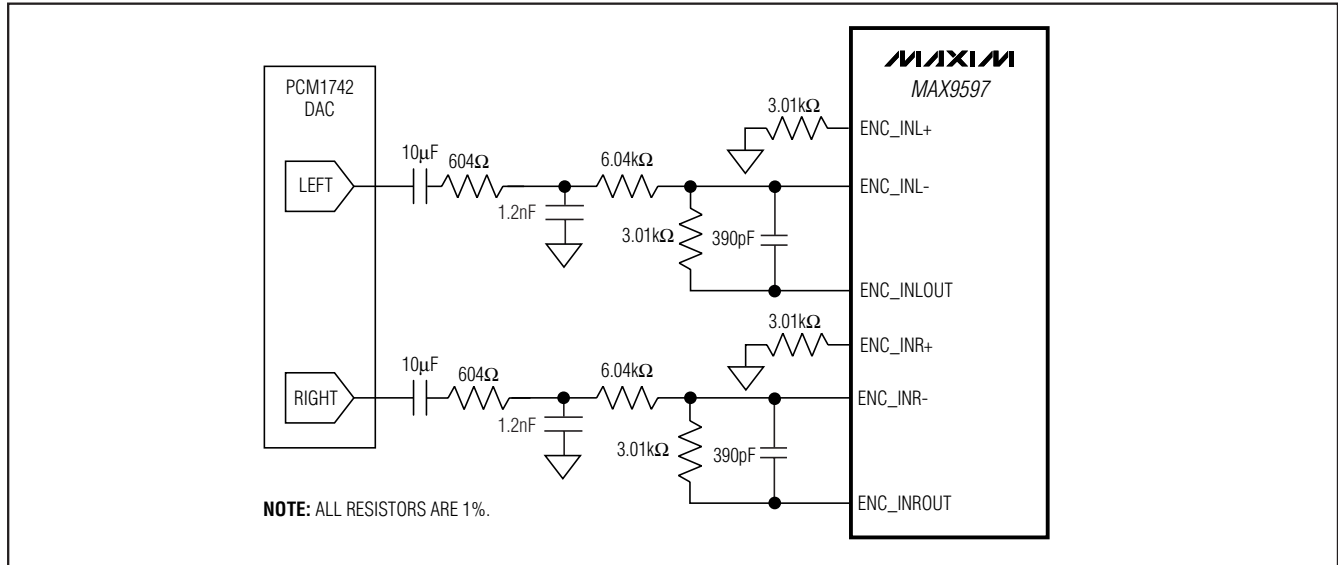 PCM1742
DAC
LEFT
10μF
604Ω
1.2nF
6.04kΩ
3.01kΩ
390pF
3.01kΩ
MAXIM
MAX9597
ENC_INL+
ENC_INL-
ENC_INLOUT
RIGHT
10μF
604Ω
1.2nF
6.04kΩ
3.01kΩ
390pF
3.01kΩ
ENC_INR+
ENC_INR-
ENC_INROUT
NOTE: ALL RESISTORS ARE 1%.